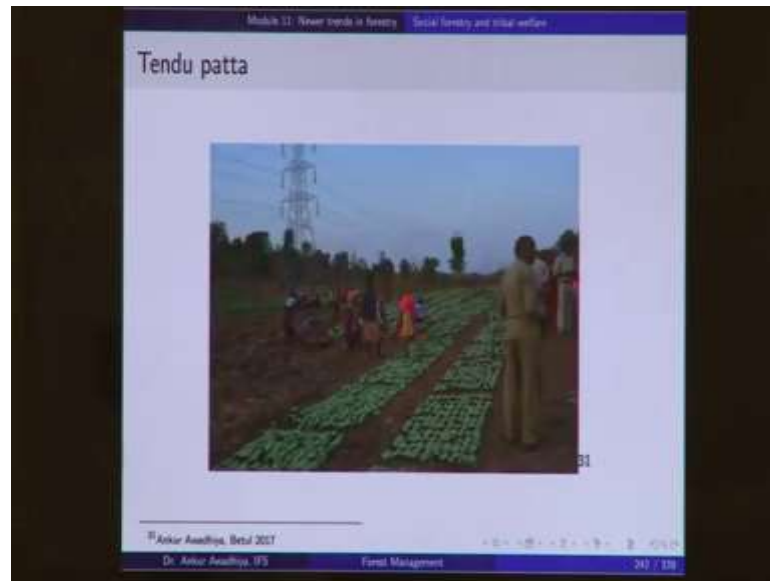 Module 11: Newer trends in forestry Social forestry and tribal welfare
Tendu patta
31
31 Ankur Awadhiya, Betul 2017
Dr. Ankur Awadhiya, IFS Forest Management